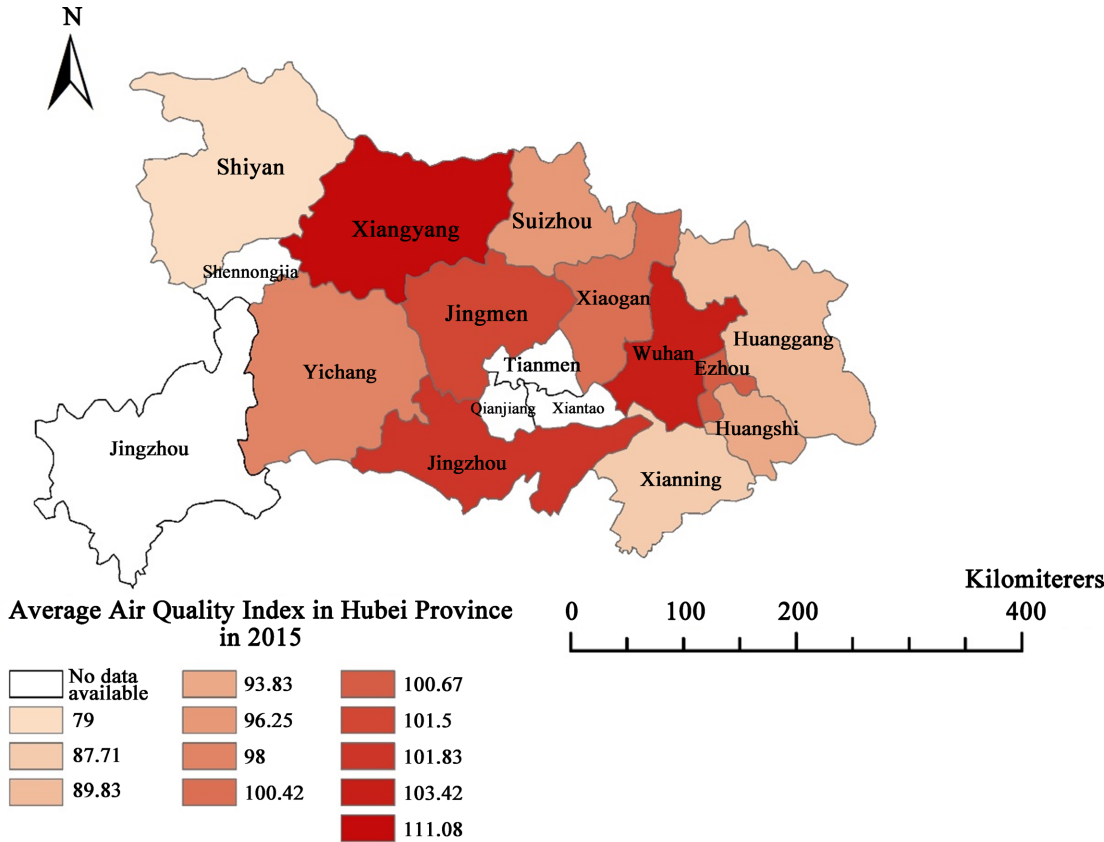 N
Shiyan
Xiangyang
Suizhou
Shennongjia
Xiaogan
Jingmen
Huanggang
Wuhan
Tianmen
Ezhou
Yichang
Qianjiang
Xiantao
Huangshi
Jingzhou
Jingzhou
Xianning
Kilomiterers
0 100 200 400
Average Air Quality Index in Hubei Province
in 2015
No data
available
79
87.71
89.83
93.83
96.25
98
100.42
100.67
101.5
101.83
103.42
111.08